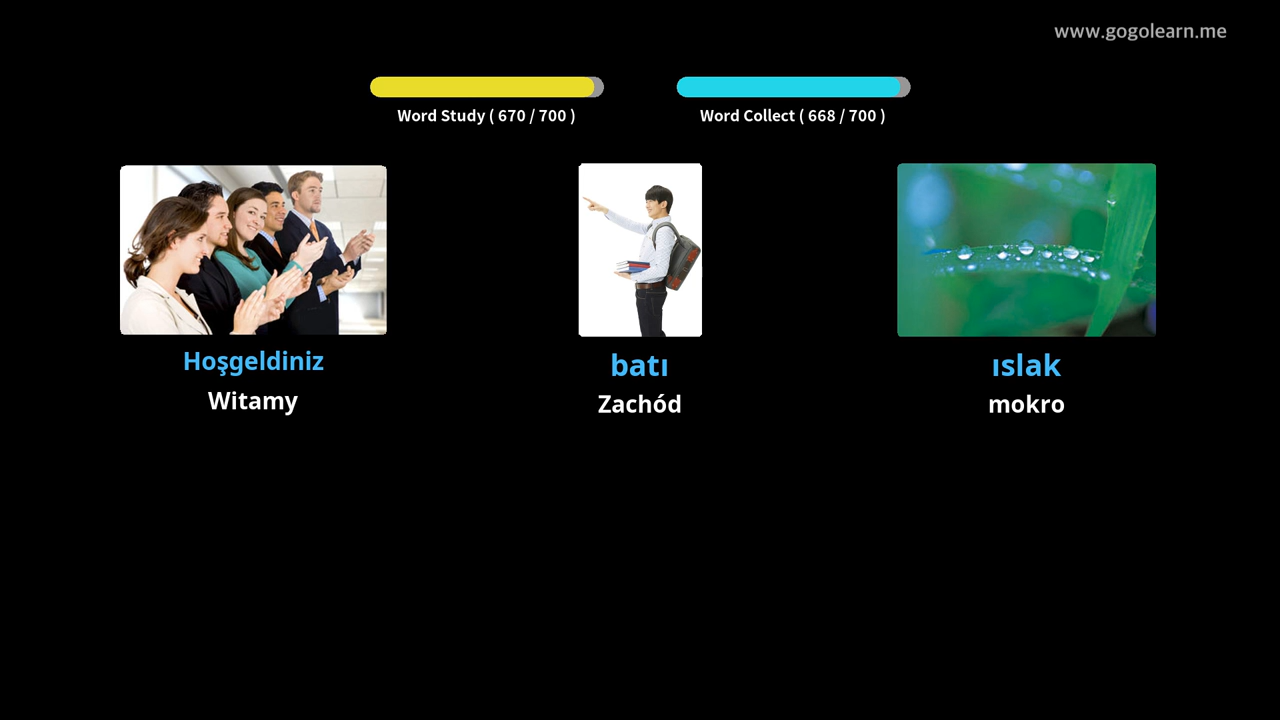 www.gogolearn.me
Word Study ( 670 / 700 )
Word Collect ( 668 / 700 )
Hoşgeldiniz
Witamy
batı
Zachód
ıslak
mokro